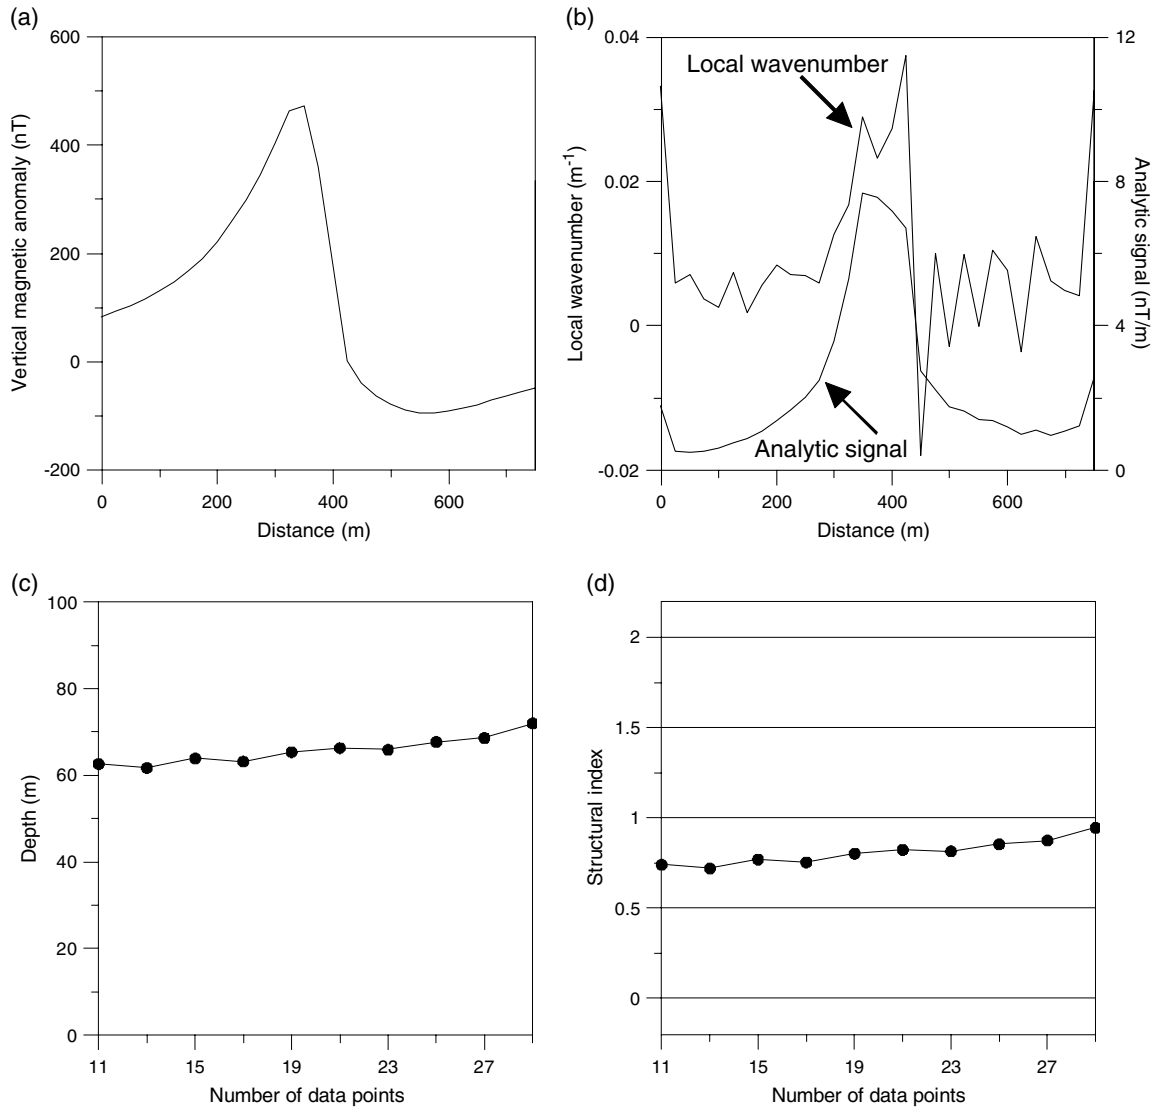 (a)
600
400
200
0
-200
Vertical magnetic anomaly (nT)
0 200 400 600
Distance (m)
(b)
0.04
0.02
0
-0.02
Local wavenumber (m⁻¹)
Local wavenumber
Analytic signal
12
8
4
0
Analytic signal (nT/m)
0 200 400 600
Distance (m)
(c)
100
80
60
40
20
0
Depth (m)
11 15 19 23 27
Number of data points
(d)
2
1.5
1
0.5
0
Structural index
11 15 19 23 27
Number of data points